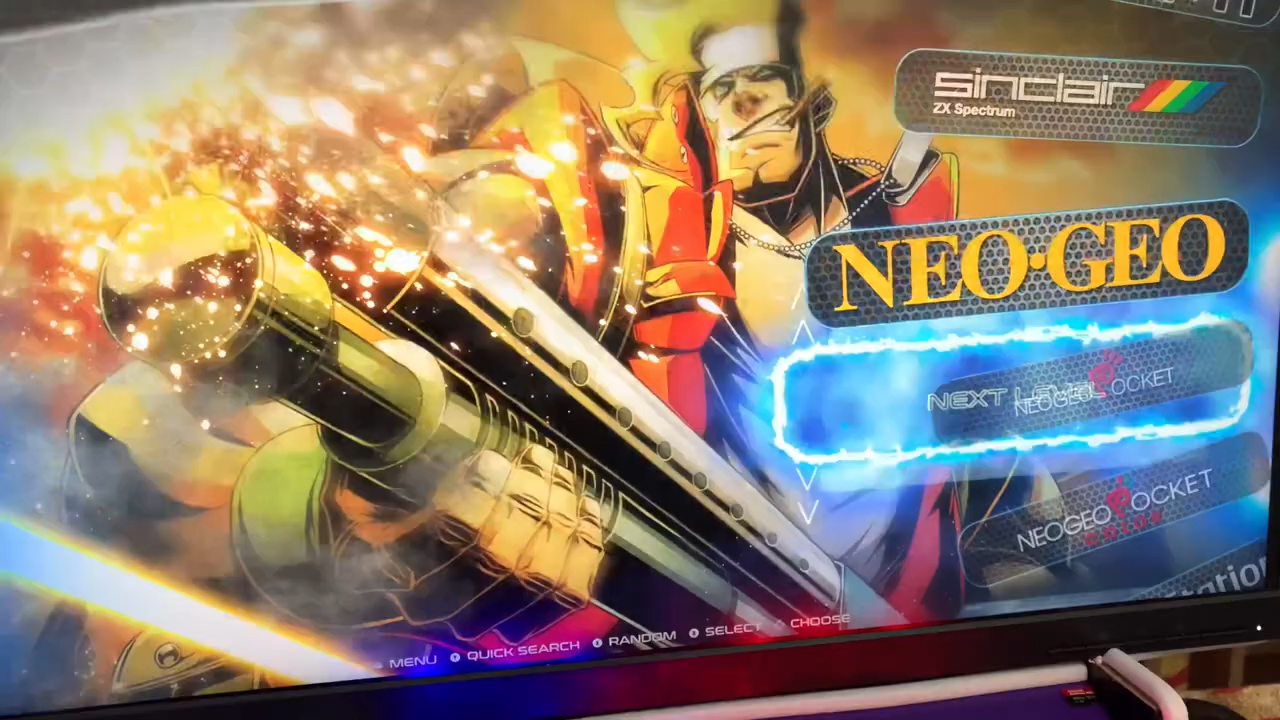 sinclair
ZX Spectrum
NEO·GEO
NEXT LEVEL
NEOGEO POCKET
NEOGEO POCKET
COLOR
MENU QUICK SEARCH RANDOM SELECT CHOOSE